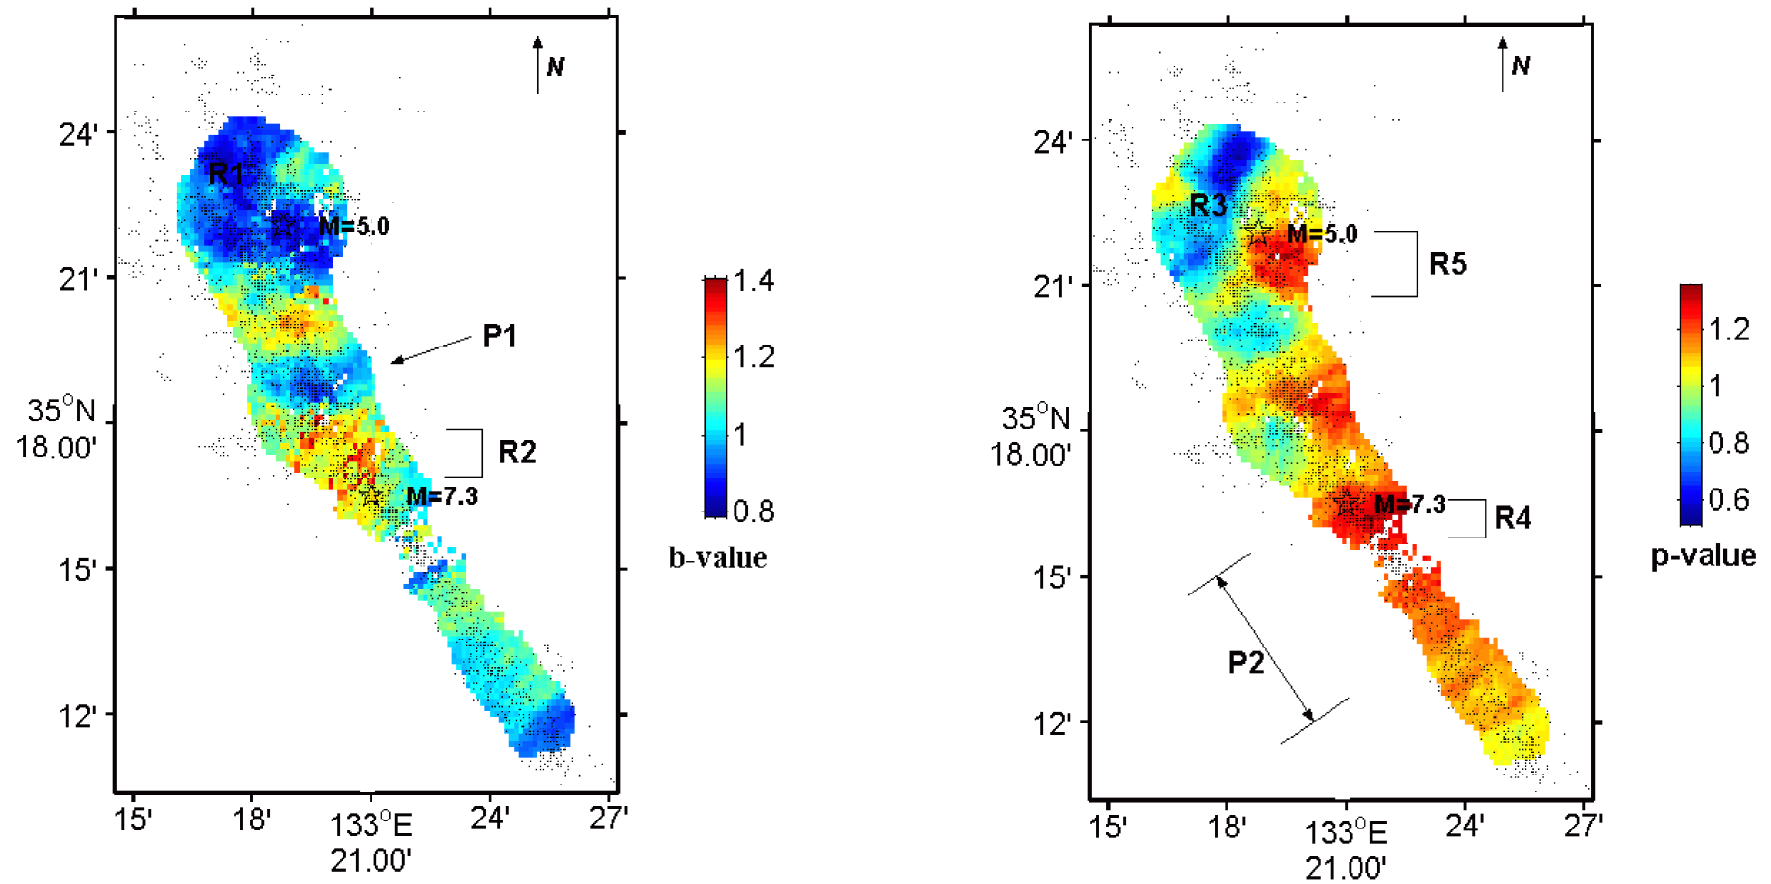 N
24'
R1
M=5.0
21'
1.4
P1
1.2
35°N
18.00'
1
R2
M=7.3
0.8
b-value
15'
12'
15'
18'
133°E
21.00'
24'
27'
N
24'
R3
M=5.0
R5
21'
1.2
1
35°N
18.00'
0.8
M=7.3
0.6
R4
p-value
15'
P2
12'
15'
18'
133°E
21.00'
24'
27'